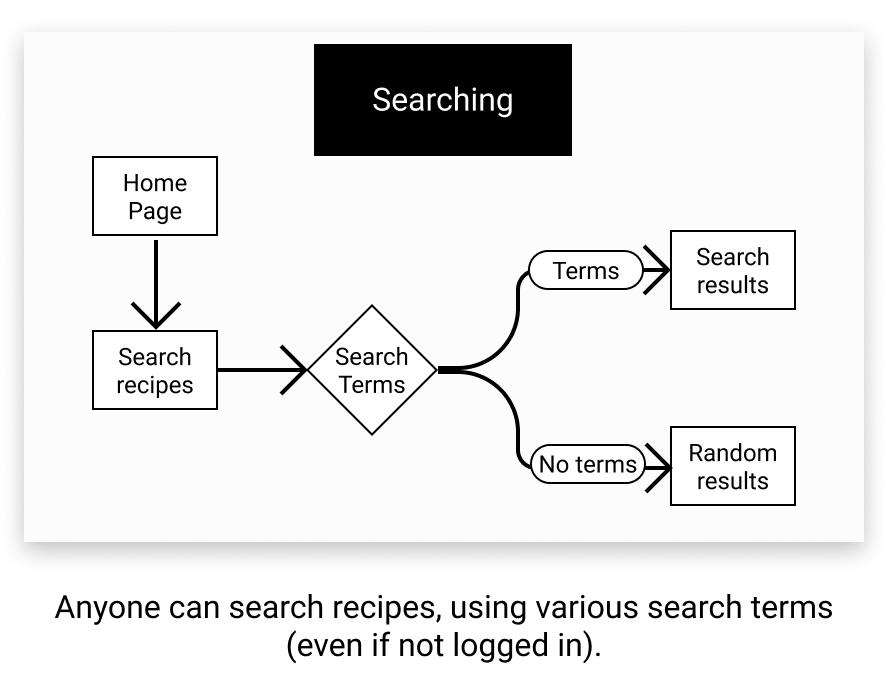 Searching
Home
Page
Search
recipes
Search
Terms
Terms
Search
results
No terms
Random
results
Anyone can search recipes, using various search terms
(even if not logged in).